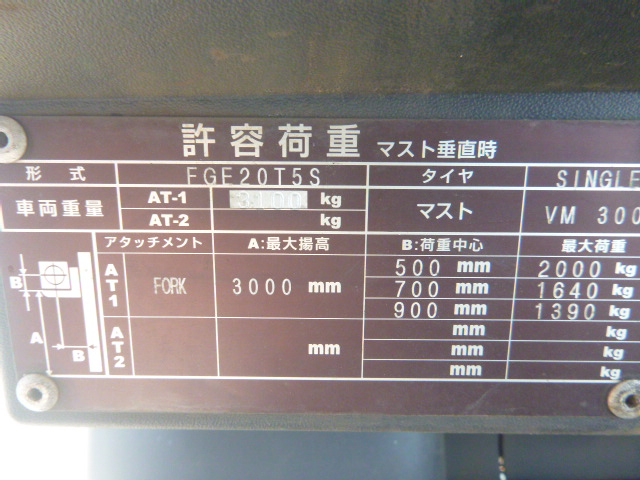 許容荷重 マスト垂直時
形式 FGE20T5S タイヤ SINGLE
車両重量 AT-1 3100 kg マスト VM 300
AT-2 kg
アタッチメント A:最大揚高 B:荷重中心 最大荷重
AT1 FORK 3000 mm 500 mm 2000 kg
700 mm 1640 kg
900 mm 1390 kg
AT2 mm mm kg
mm kg
mm kg
B
A
B